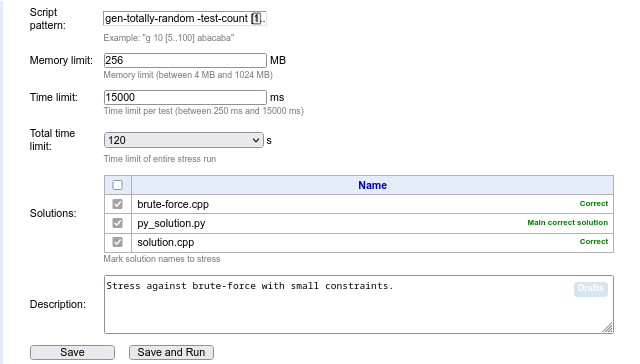 Script pattern: gen-totally-random -test-count [1..
Example: "g 10 [5..100] abacaba"
Memory limit: 256 MB
Memory limit (between 4 MB and 1024 MB)
Time limit: 15000 ms
Time limit per test (between 250 ms and 15000 ms)
Total time limit: 120 s
Time limit of entire stress run
Name
Solutions:
brute-force.cpp Correct
py_solution.py Main correct solution
solution.cpp Correct
Mark solution names to stress
Description:
Stress against brute-force with small constraints.
Drafts
Save Save and Run